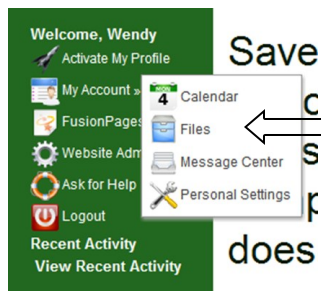 Welcome, Wendy
Activate My Profile
My Account »
FusionPages
Website Adm
Ask for Help
Logout
Recent Activity
View Recent Activity
MON
4
Calendar
Files
Message Center
Personal Settings
Save
does